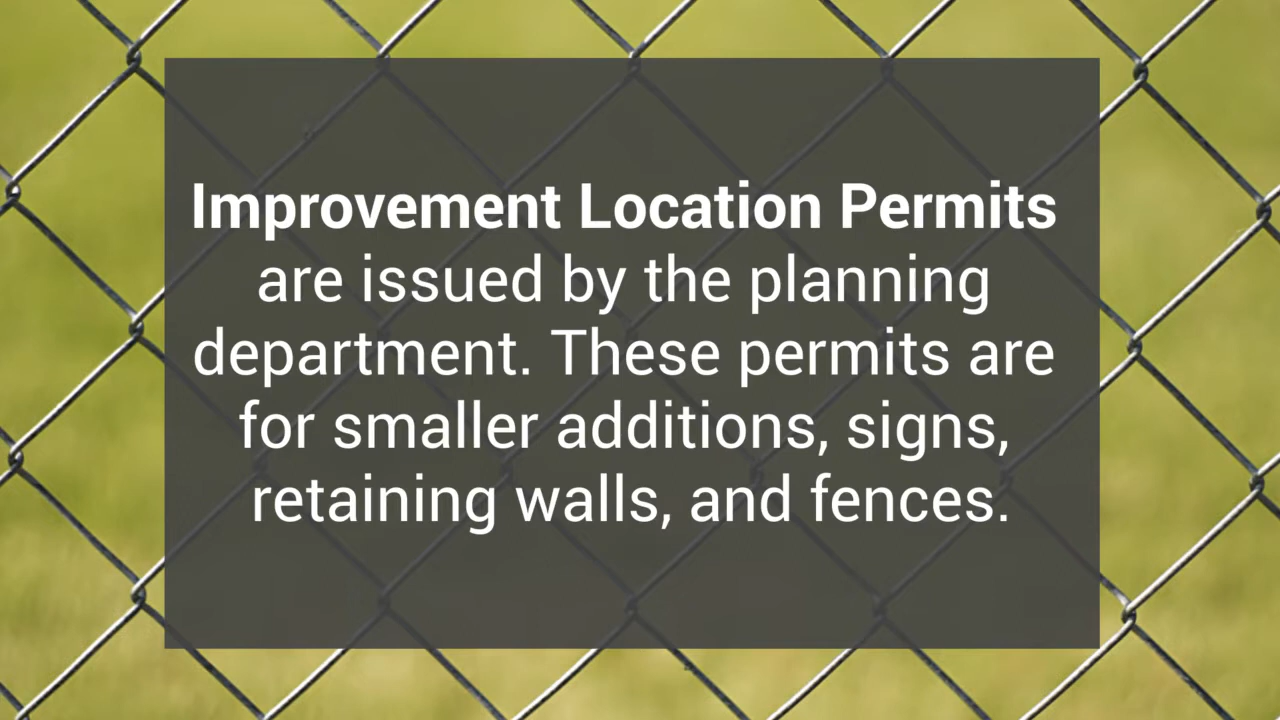 Improvement Location Permits
are issued by the planning
department. These permits are
for smaller additions, signs,
retaining walls, and fences.